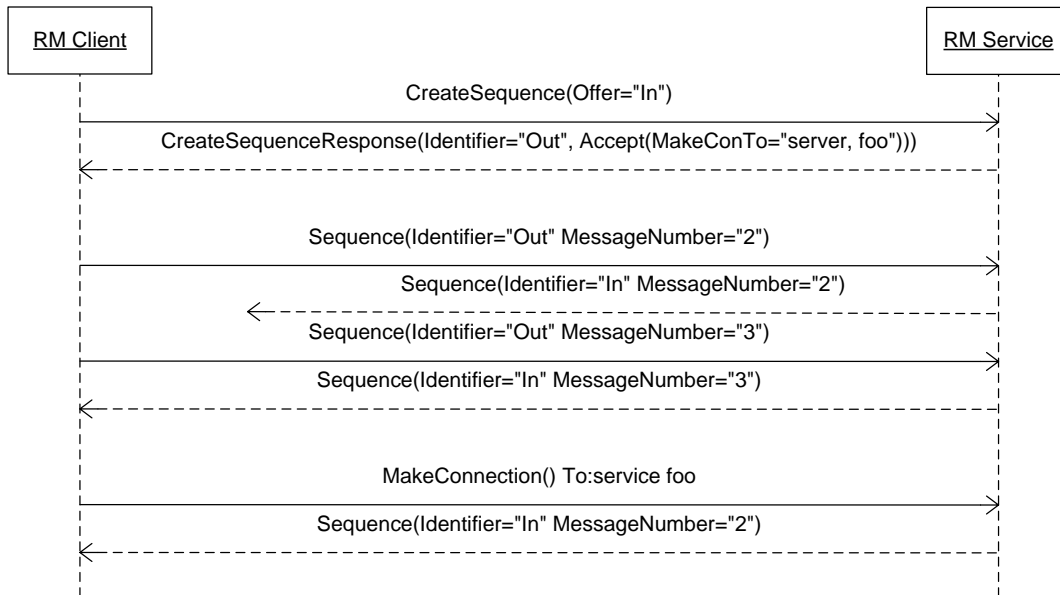 RM Client
RM Service
CreateSequence(Offer="In")
CreateSequenceResponse(Identifier="Out", Accept(MakeConTo="server, foo")))
Sequence(Identifier="Out" MessageNumber="2")
Sequence(Identifier="In" MessageNumber="2")
Sequence(Identifier="Out" MessageNumber="3")
Sequence(Identifier="In" MessageNumber="3")
MakeConnection() To:service foo
Sequence(Identifier="In" MessageNumber="2")